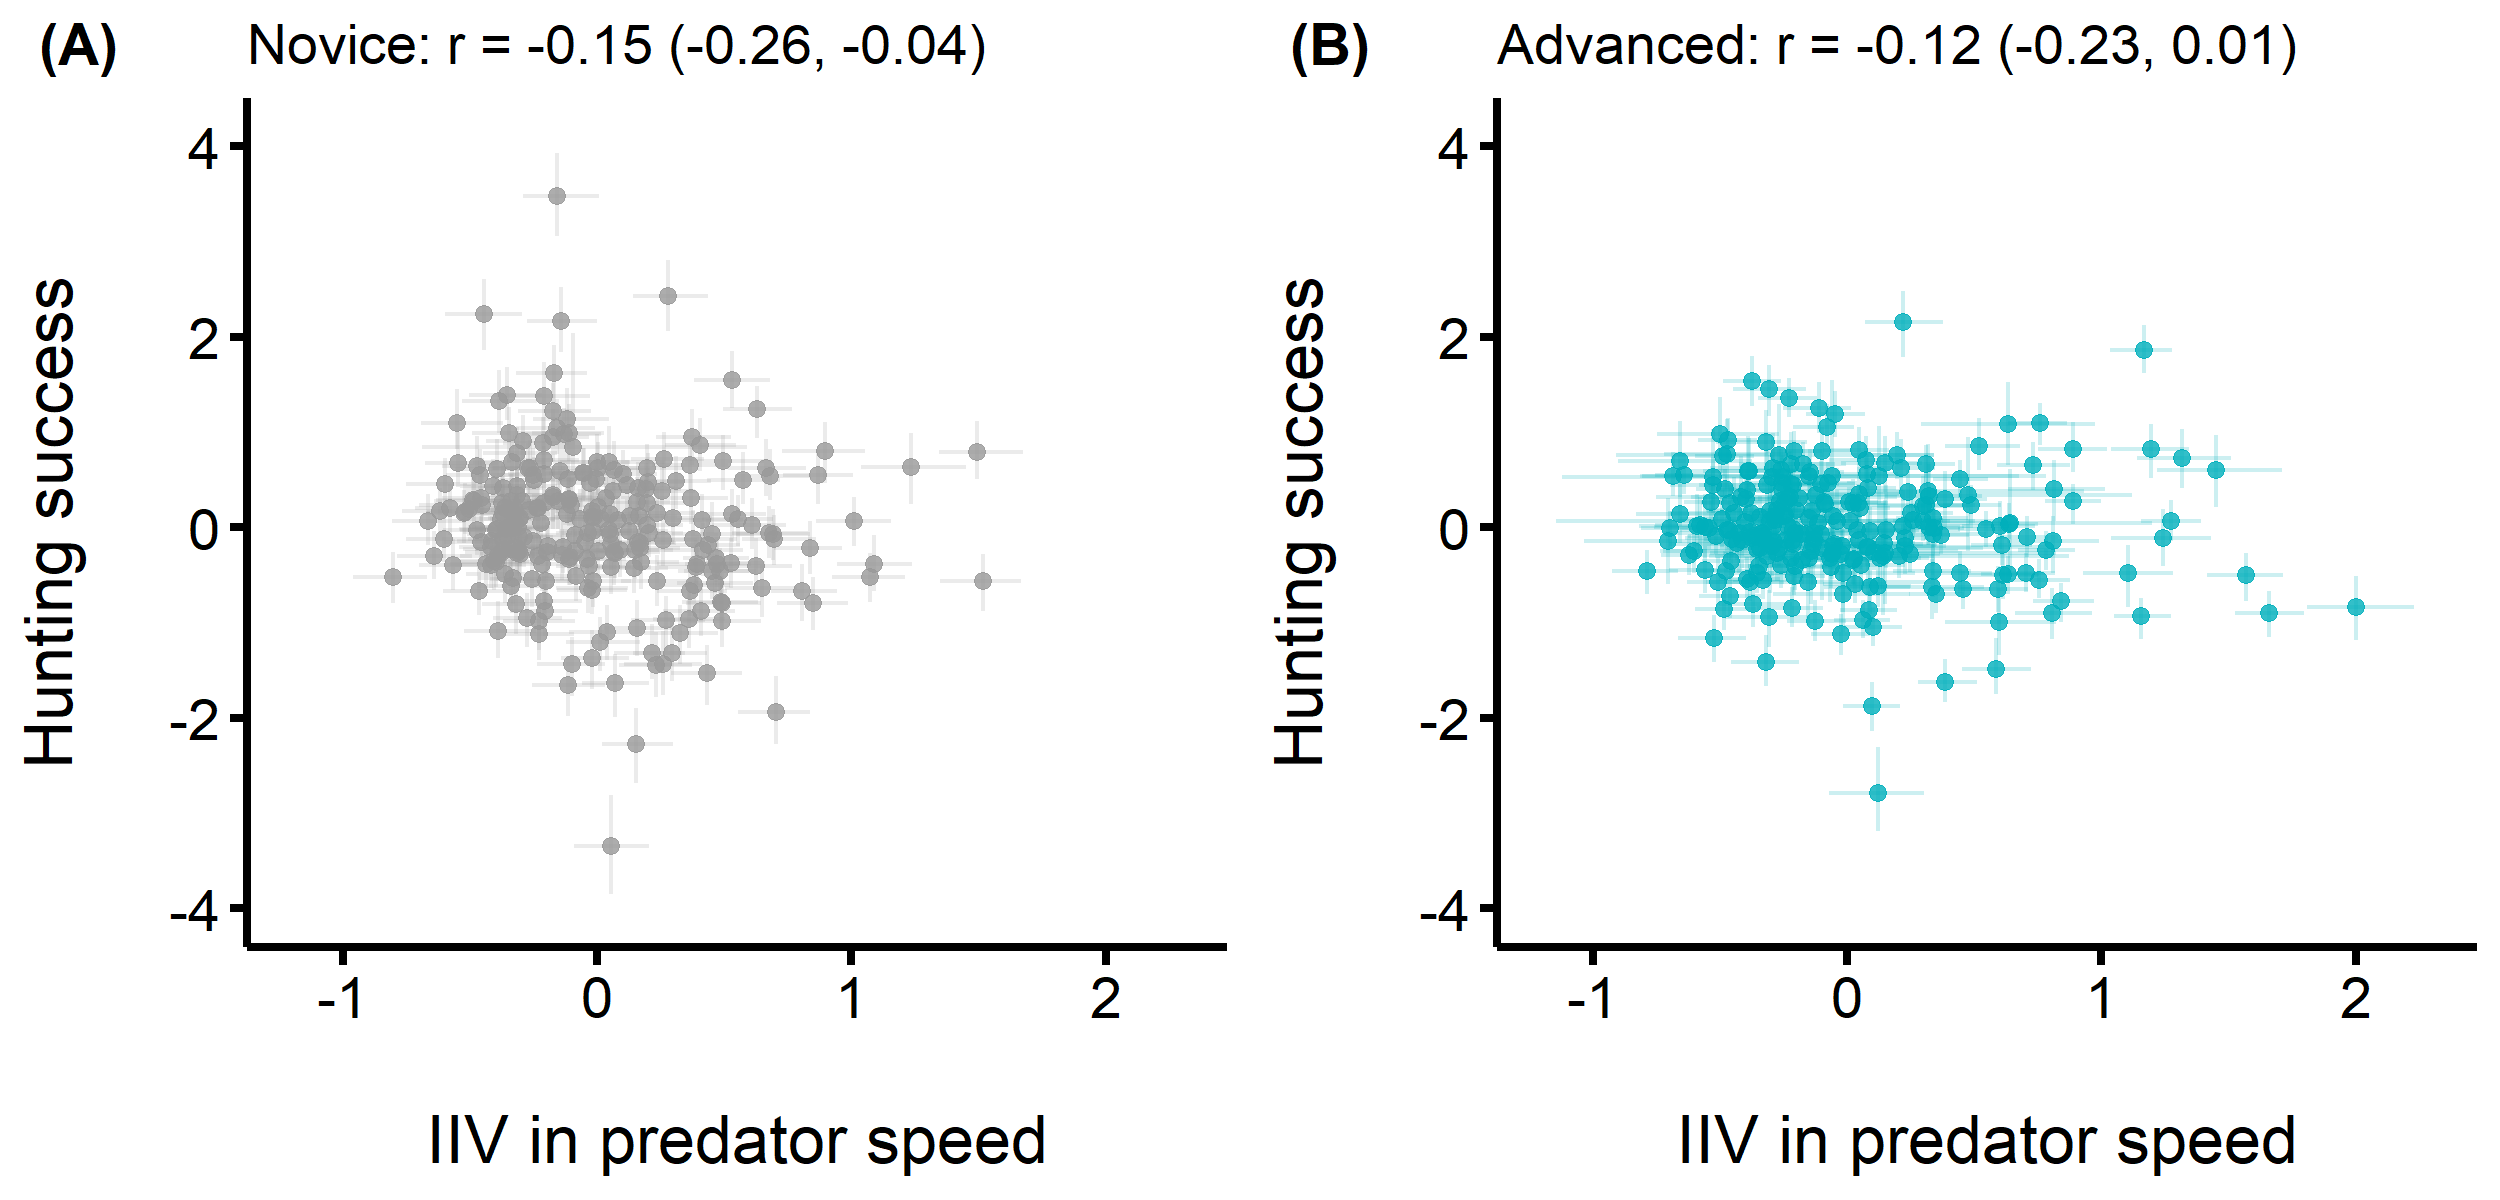 (A) Novice: r = -0.15 (-0.26, -0.04)
Hunting success
4
2
0
-2
-4
-1 0 1 2
IIV in predator speed
(B) Advanced: r = -0.12 (-0.23, 0.01)
Hunting success
4
2
0
-2
-4
-1 0 1 2
IIV in predator speed